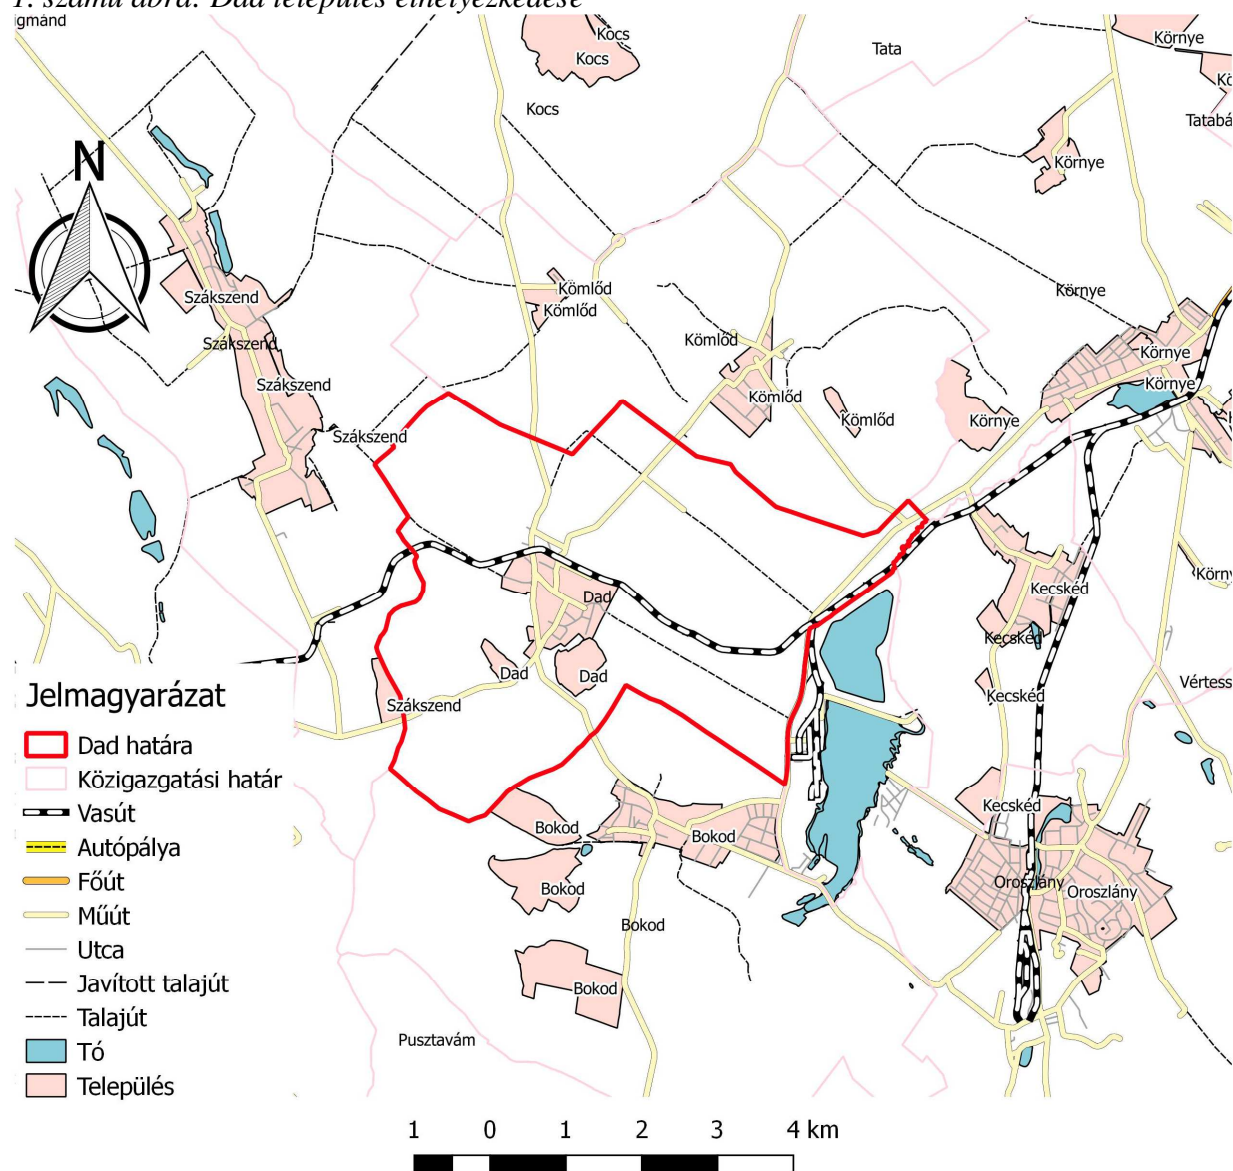 1. számú ábra: Dad település elhelyezkedése
igmánd
Kocs
Kocs
Kocs
Tata
Környe
Kö
Tatabá
Környe
N
Szákszend
Szákszend
Szákszend
Szákszend
Kömlőd
Kömlőd
Kömlőd
Kömlőd
Kömlőd
Környe
Környe
Környe
Környe
Körny
Kecskéd
Kecskéd
Kecskéd
Kecskéd
Vértess
Dad
Dad
Dad
Szákszend
Bokod
Bokod
Bokod
Bokod
Bokod
Oroszlány
Oroszlány
Pusztavám
Jelmagyarázat
Dad határa
Közigazgatási határ
Vasút
Autópálya
Főút
Műút
Utca
Javított talajút
Talajút
Tó
Település
1 0 1 2 3 4 km